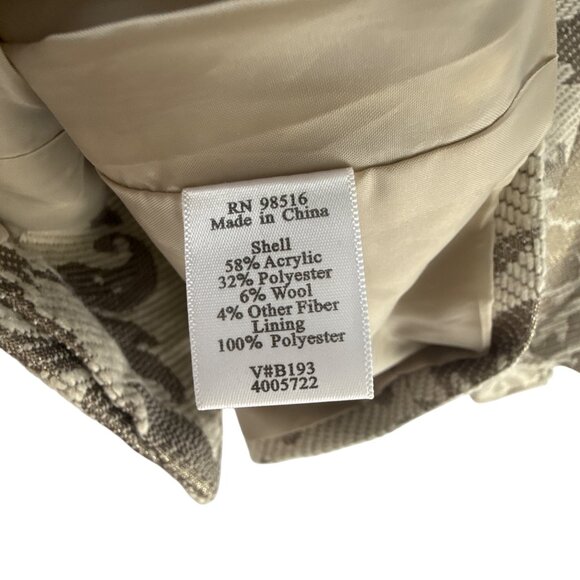 RN 98516
Made in China
Shell
58% Acrylic
32% Polyester
6% Wool
4% Other Fiber
Lining
100% Polyester
V#B193
4005722